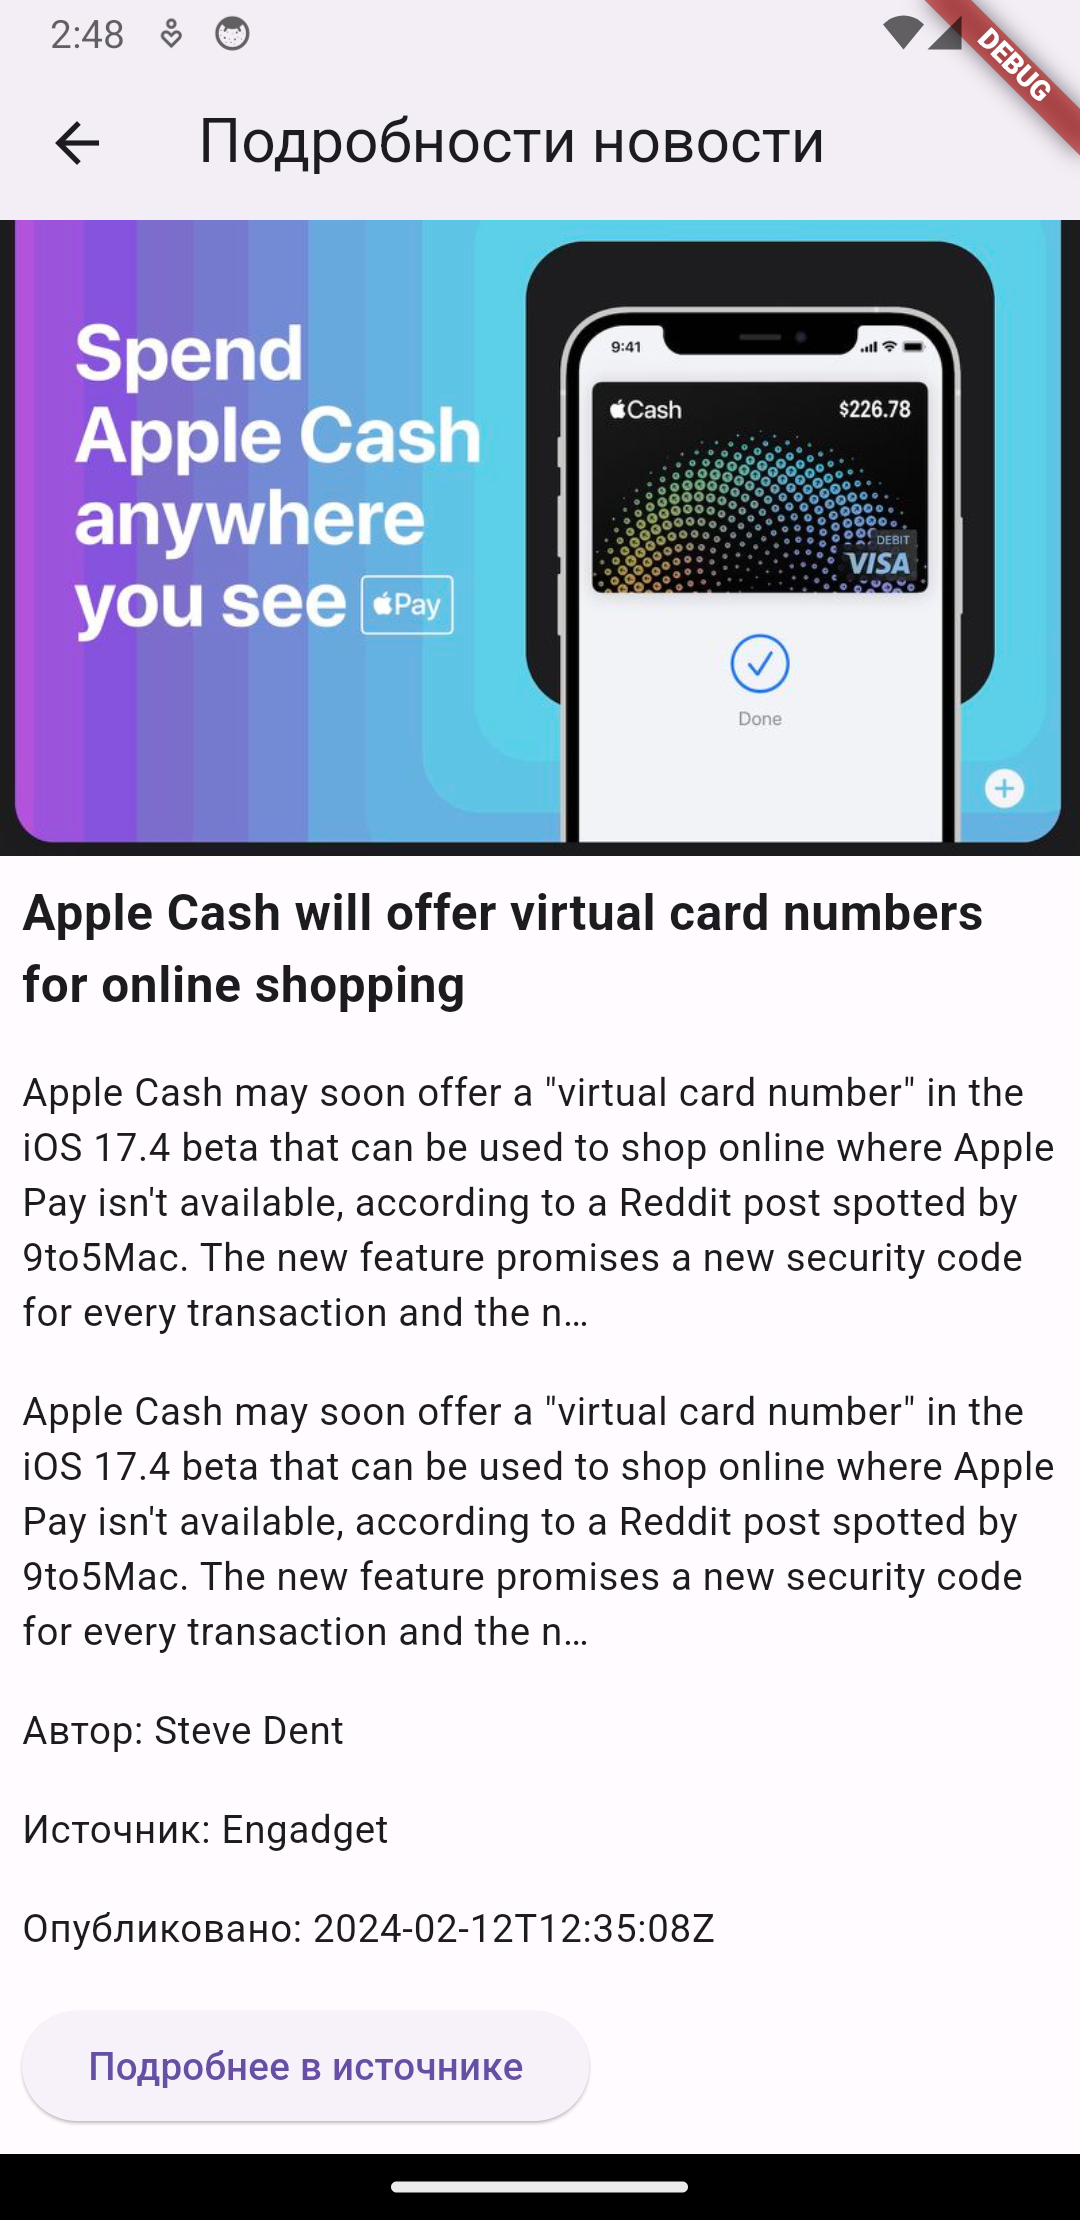 2:48
DEBUG
Подробности новости
Spend
Apple Cash
anywhere
you see Pay
9:41
Cash $226.78
DEBIT
VISA
Done
Apple Cash will offer virtual card numbers
for online shopping
Apple Cash may soon offer a "virtual card number" in the
iOS 17.4 beta that can be used to shop online where Apple
Pay isn't available, according to a Reddit post spotted by
9to5Mac. The new feature promises a new security code
for every transaction and the n…
Apple Cash may soon offer a "virtual card number" in the
iOS 17.4 beta that can be used to shop online where Apple
Pay isn't available, according to a Reddit post spotted by
9to5Mac. The new feature promises a new security code
for every transaction and the n…
Автор: Steve Dent
Источник: Engadget
Опубликовано: 2024-02-12T12:35:08Z
Подробнее в источнике